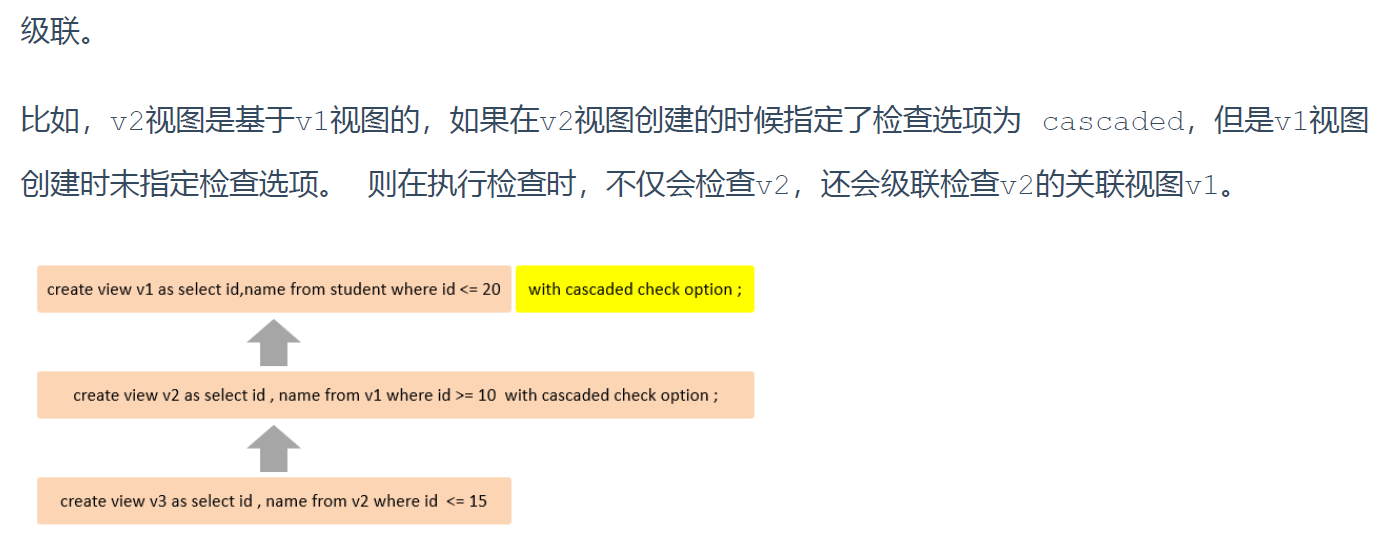 级联。
比如，v2视图是基于v1视图的，如果在v2视图创建的时候指定了检查选项为 cascaded，但是v1视图
创建时未指定检查选项。 则在执行检查时，不仅会检查v2，还会级联检查v2的关联视图v1。
create view v1 as select id,name from student where id <= 20 with cascaded check option ;
create view v2 as select id , name from v1 where id >= 10 with cascaded check option ;
create view v3 as select id , name from v2 where id <= 15